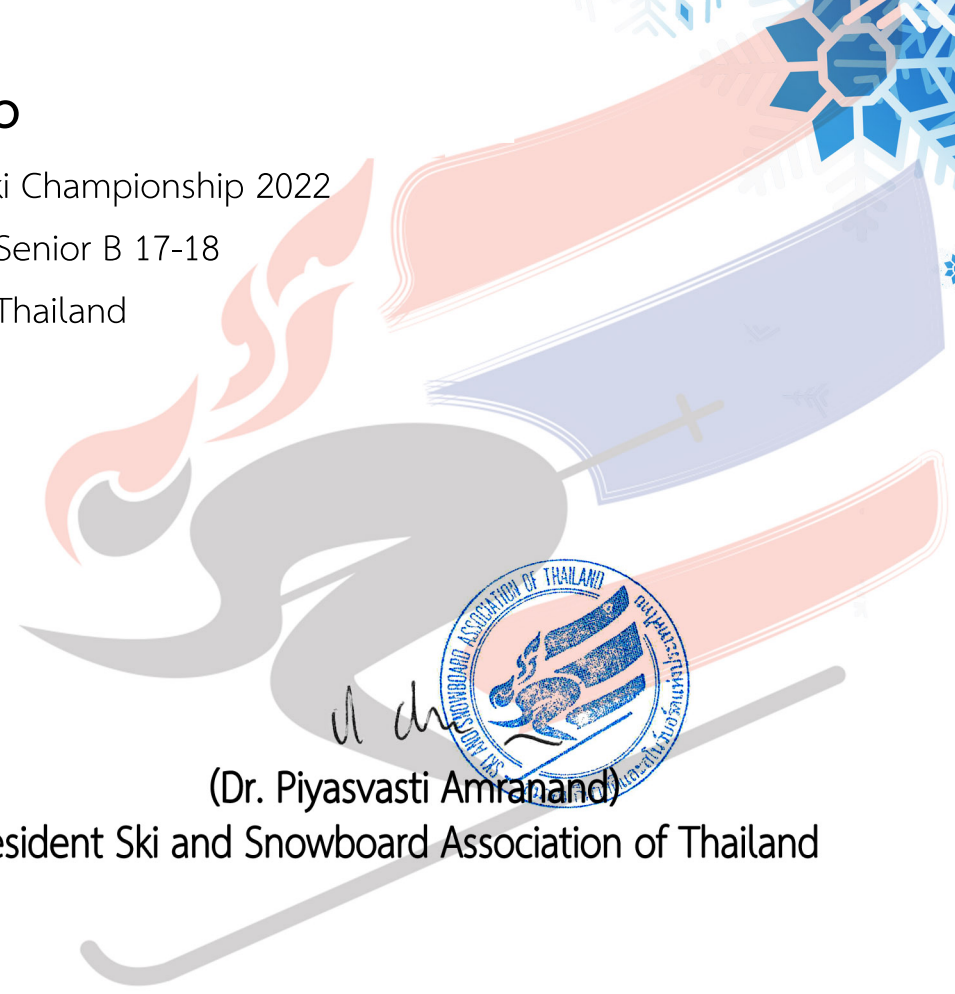 o
ki Championship 2022
Senior B 17-18
Thailand
SKI AND SNOWBOARD ASSOCIATION OF THAILAND
(Dr. Piyasvasti Amranand)
esident Ski and Snowboard Association of Thailand